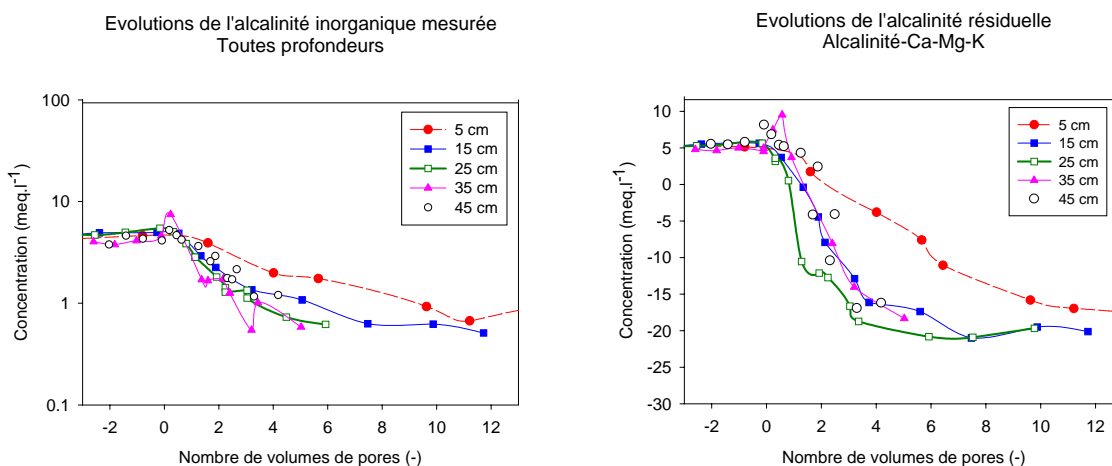 Evolutions de l'alcalinité inorganique mesurée
Toutes profondeurs
Concentration (meq.l-1)
100
10
1
0.1
5 cm
15 cm
25 cm
35 cm
45 cm
-2 0 2 4 6 8 10 12
Nombre de volumes de pores (-)
Evolutions de l'alcalinité résiduelle
Alcalinité-Ca-Mg-K
Concentration (meq.l-1)
10
5
0
-5
-10
-15
-20
-25
-30
5 cm
15 cm
25 cm
35 cm
45 cm
-2 0 2 4 6 8 10 12
Nombre de volumes de pores (-)